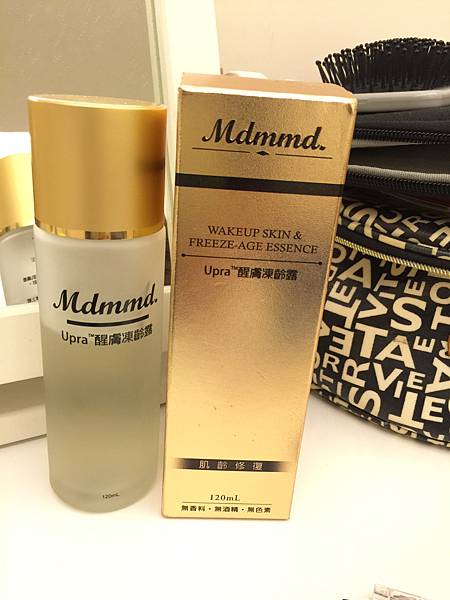 Mdmmd.
Upra™醒膚凍齡露
120mL
Mdmmd.
WAKEUP SKIN &
FREEZE-AGE ESSENCE
Upra™醒膚凍齡露
肌齡修復
120mL
無香料・無酒精・無色素